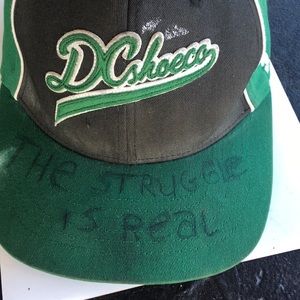 DCshoeco
THE STRUGGLE
IS REAL